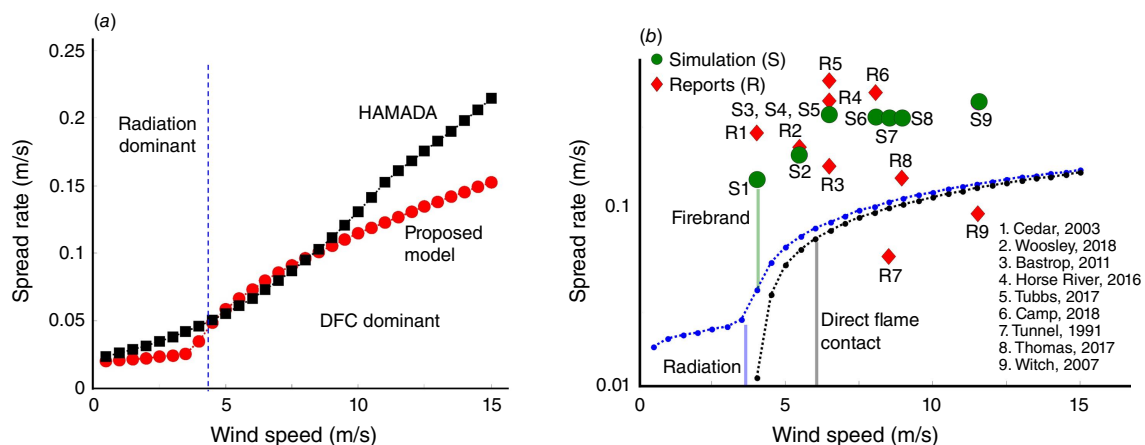 (a)
0.25
0.2
0.15
0.1
0.05
0
Spread rate (m/s)
Radiation
dominant
HAMADA
Proposed
model
DFC dominant
0
5
10
15
Wind speed (m/s)
(b)
Simulation (S)
Reports (R)
R5
R6
R4
S3, S4, S5
S6
S8
S9
R1
R2
S7
S2
R3
R8
S1
Firebrand
R9
R7
0.1
0.01
Spread rate (m/s)
Direct flame
contact
Radiation
1. Cedar, 2003
2. Woosley, 2018
3. Bastrop, 2011
4. Horse River, 2016
5. Tubbs, 2017
6. Camp, 2018
7. Tunnel, 1991
8. Thomas, 2017
9. Witch, 2007
0
5
10
15
Wind speed (m/s)